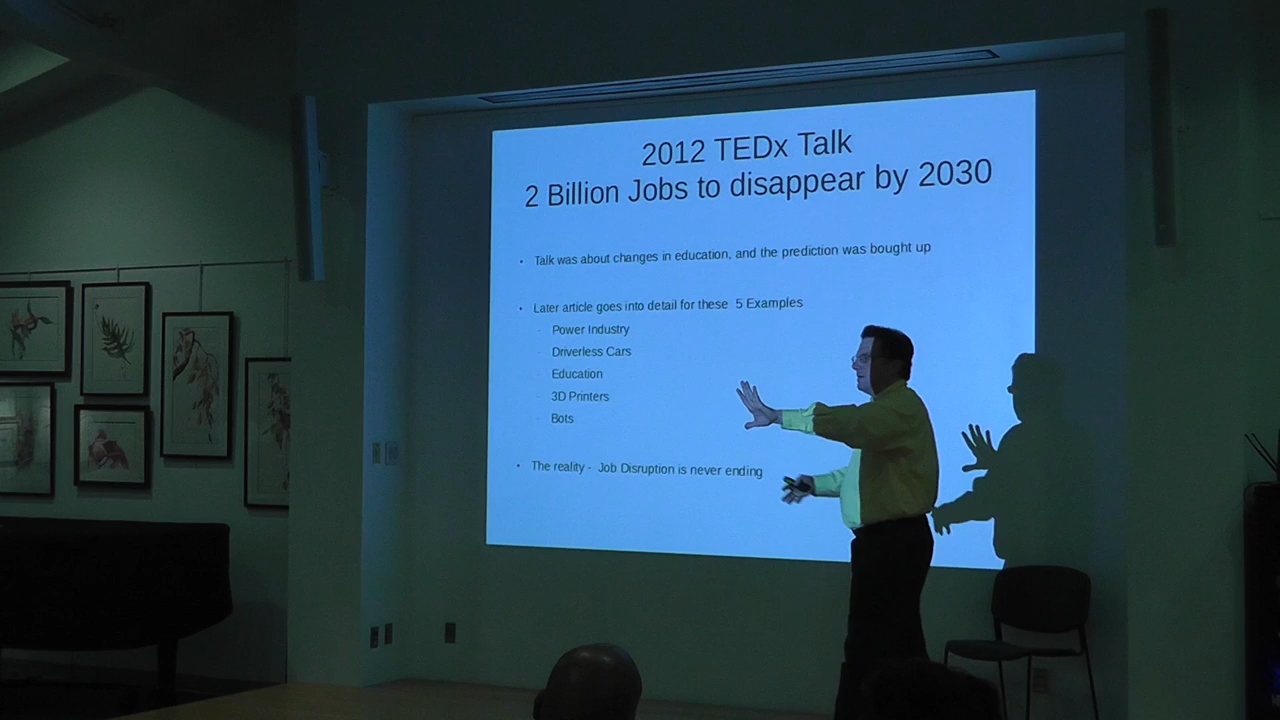 2012 TEDx Talk
2 Billion Jobs to disappear by 2030
• Talk was about changes in education, and the prediction was bought up
• Later article goes into detail for these 5 Examples
- Power Industry
- Driverless Cars
- Education
- 3D Printers
- Bots
• The reality - Job Disruption is never ending